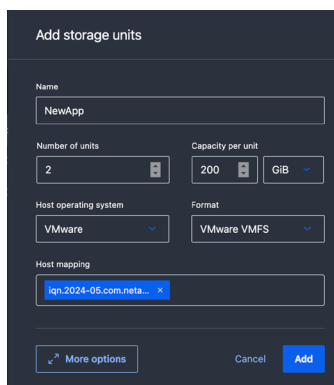 Add storage units
Name
NewApp
Number of units
Capacity per unit
2
200
GiB
Host operating system
Format
VMware
VMware VMFS
Host mapping
iqn.2024-05.com.neta... ×
More options
Cancel
Add